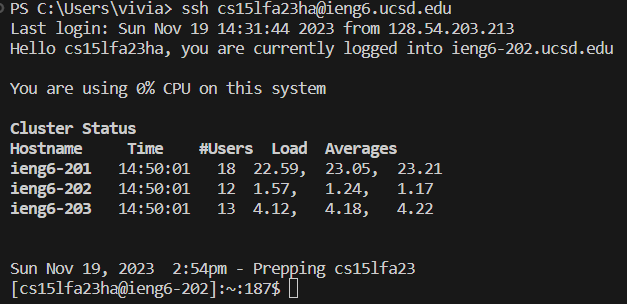 PS C:\Users\vivia> ssh cs15lfa23ha@ieng6.ucsd.edu
Last login: Sun Nov 19 14:31:44 2023 from 128.54.203.213
Hello cs15lfa23ha, you are currently logged into ieng6-202.ucsd.edu
You are using 0% CPU on this system
Cluster Status
Hostname     Time    #Users  Load  Averages
ieng6-201   14:50:01   18  22.59,  23.05,  23.21
ieng6-202   14:50:01   12  1.57,   1.24,   1.17
ieng6-203   14:50:01   13  4.12,   4.18,   4.22
Sun Nov 19, 2023  2:54pm - Prepping cs15lfa23
[cs15lfa23ha@ieng6-202]:~:187$